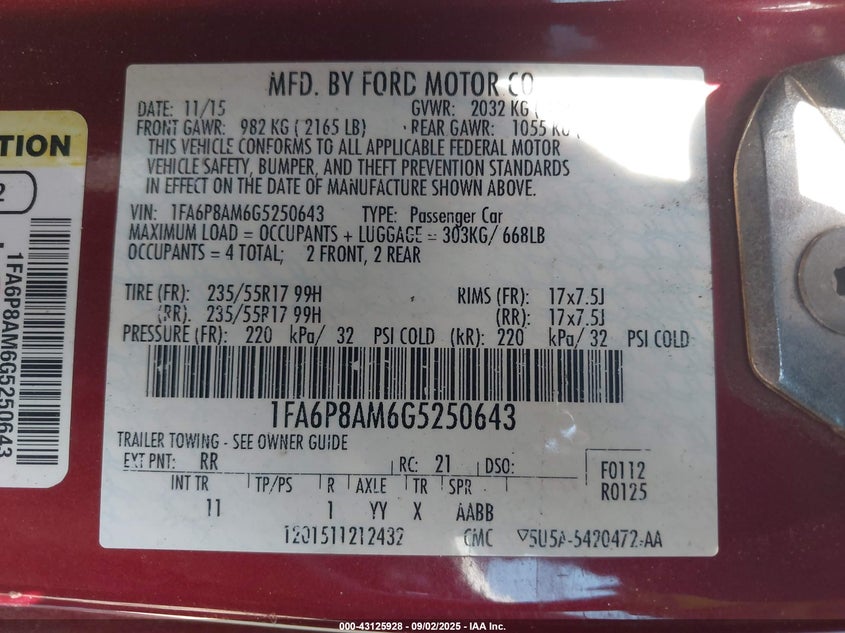 MFD. BY FORD MOTOR CO
DATE: 11/15 GVWR: 2032 KG (
FRONT GAWR: 982 KG ( 2165 LB) REAR GAWR: 1055 KG (
THIS VEHICLE CONFORMS TO ALL APPLICABLE FEDERAL MOTOR
VEHICLE SAFETY, BUMPER, AND THEFT PREVENTION STANDARDS
IN EFFECT ON THE DATE OF MANUFACTURE SHOWN ABOVE.
VIN: 1FA6P8AM6G5250643 TYPE: Passenger Car
MAXIMUM LOAD = OCCUPANTS + LUGGAGE = 303KG/ 668LB
OCCUPANTS = 4 TOTAL; 2 FRONT, 2 REAR
TIRE (FR): 235/55R17 99H RIMS (FR): 17x7.5J
(RR): 235/55R17 99H (RR): 17x7.5J
PRESSURE (FR): 220 kPa/ 32 PSI COLD (RR): 220 kPa/ 32 PSI COLD
1FA6P8AM6G5250643
TRAILER TOWING - SEE OWNER GUIDE
EXT PNT: RR RC: 21 DSO: F0112
INT TR TP/PS R AXLE TR SPR R0125
11 1 YY X AABB
1201511212432 CMC 5U5A-5420472-AA
TION
2
1FA6P8AM6G5250643
000-43125928 - 09/02/2025 - IAA Inc.